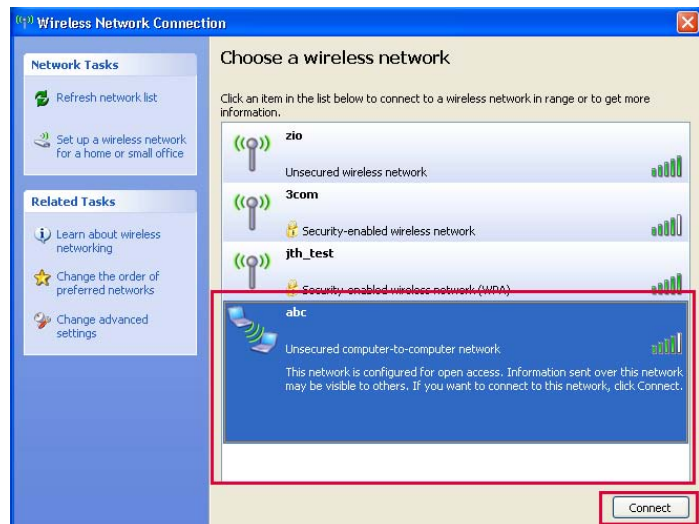 Wireless Network Connection
Network Tasks
Refresh network list
Set up a wireless network
for a home or small office
Related Tasks
Learn about wireless
networking
Change the order of
preferred networks
Change advanced
settings
Choose a wireless network
Click an item in the list below to connect to a wireless network in range or to get more
information.
zio
Unsecured wireless network
3com
Security-enabled wireless network
jth_test
Security-enabled wireless network (WPA)
abc
Unsecured computer-to-computer network
This network is configured for open access. Information sent over this network
may be visible to others. If you want to connect to this network, click Connect.
Connect